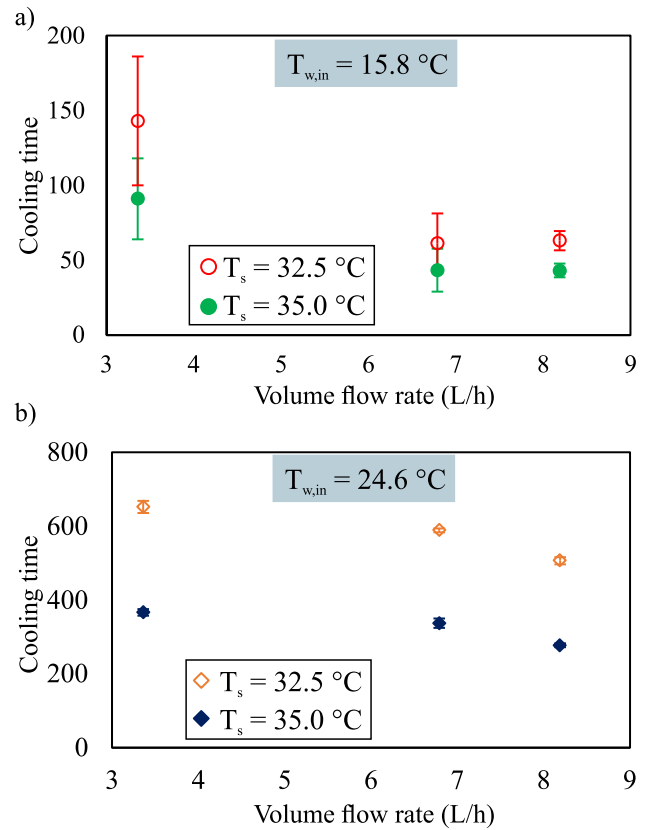 a)
200
150
100
50
0
T_w,in = 15.8 °C
T_s = 32.5 °C
T_s = 35.0 °C
Cooling time
3 4 5 6 7 8 9
Volume flow rate (L/h)
b)
800
600
400
200
0
T_w,in = 24.6 °C
T_s = 32.5 °C
T_s = 35.0 °C
Cooling time
3 4 5 6 7 8 9
Volume flow rate (L/h)